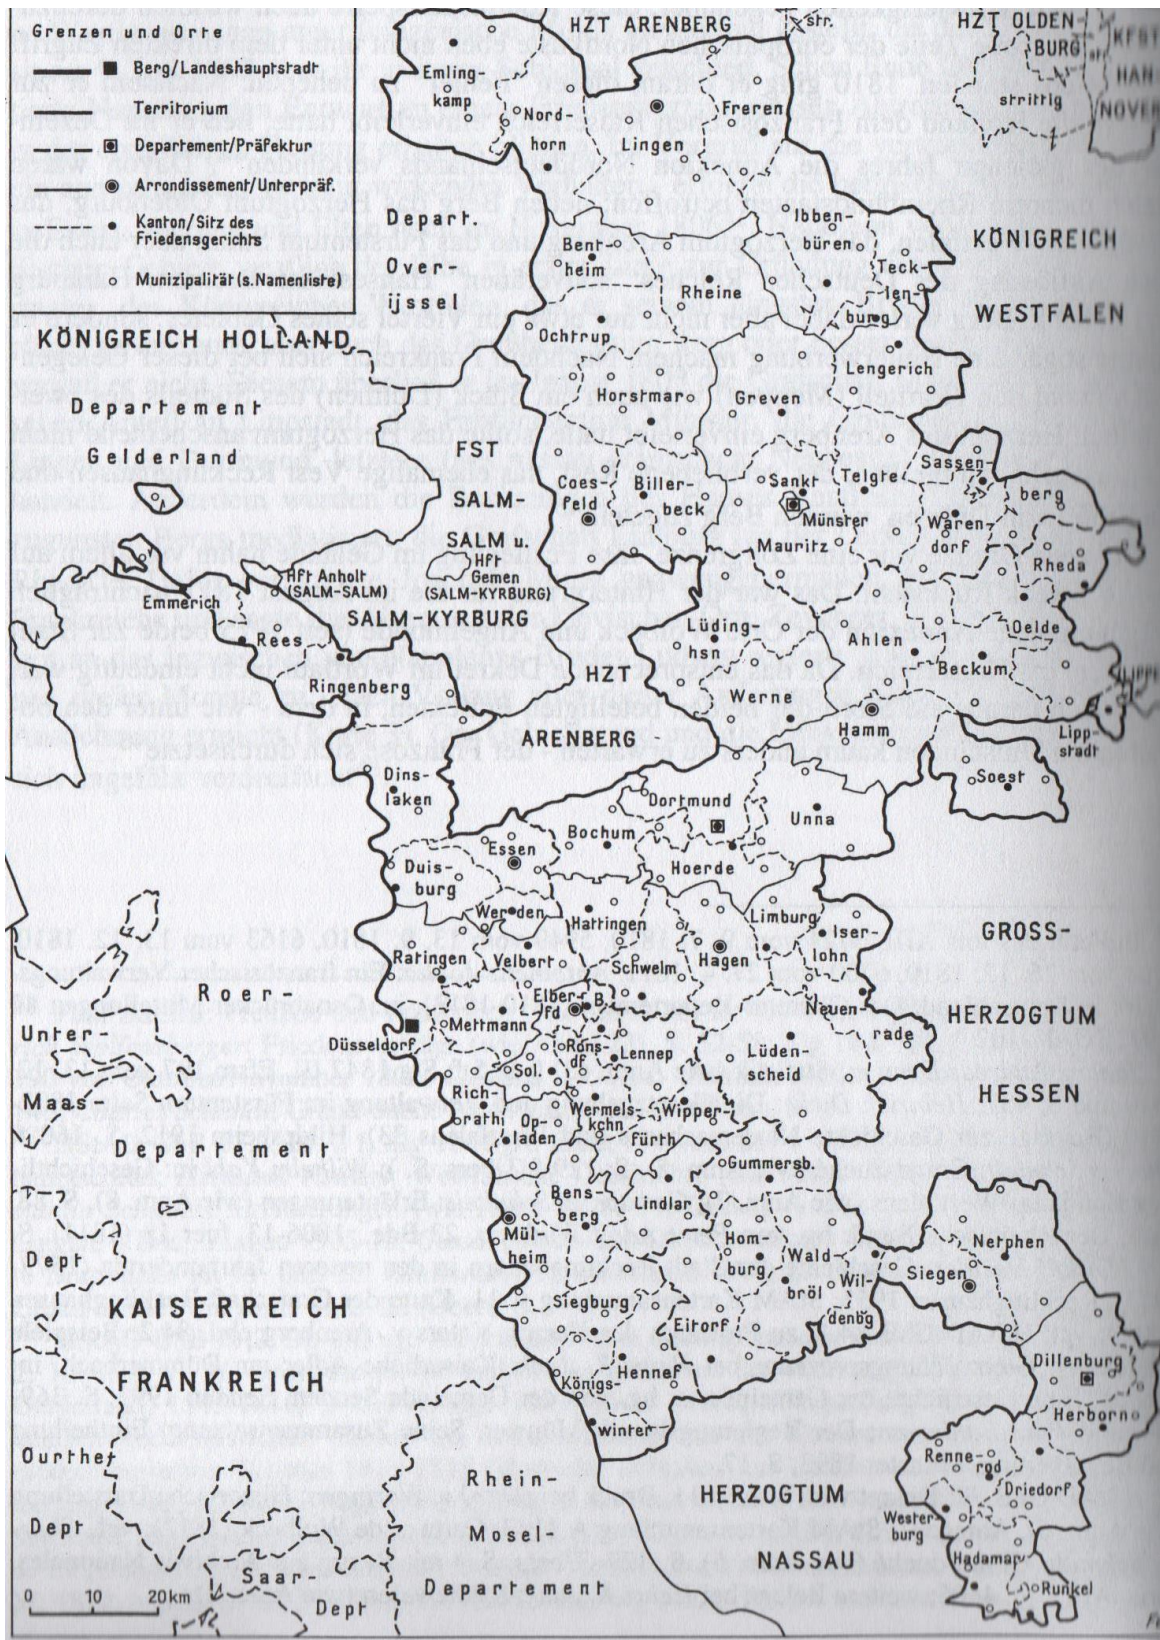 Grenzen und Orte
Berg/Landeshauptstadt
Territorium
Departement/Präfektur
Arrondissement/Unterpräf.
Kanton/Sitz des
Friedensgerichts
Munizipalität (s. Namenliste)
HZT ARENBERG
str.
HZT OLDEN-
BURG
KFST
HAN-
NOVER
strittig
Emling-
kamp
Nord-
horn
Lingen
Freren
Depart.
Over-
ijssel
Bent-
heim
Ibben-
büren
Teck-
len-
burg
KÖNIGREICH
WESTFALEN
Rheine
Ochtrup
Lengerich
KÖNIGREICH HOLLAND
Departement
Gelderland
Horstmar
Greven
FST
SALM-
SALM u.
Coes-
feld
Biller-
beck
Sankt
Mauritz
Münster
Telgte
Sassen-
berg
Waren-
dorf
Rheda
Hft Anholt
(SALM-SALM)
Hft
Gemen
(SALM-KYRBURG)
SALM-KYRBURG
Emmerich
Rees
Ringenberg
HZT
ARENBERG
Lüding-
hsn
Ahlen
Oelde
Beckum
Werne
Hamm
LIPPE
Lipp-
stadt
Soest
Dins-
laken
Dortmund
Unna
Bochum
Hoerde
Essen
Duis-
burg
Werden
Hattingen
Limburg
Iser-
lohn
GROSS-
HERZOGTUM
HESSEN
Ratingen
Velbert
Schwelm
Hagen
Elber-
fd
B.
Neuen-
rade
Mettmann
Düsseldorf
Rons-
df
Lennep
Lüden-
scheid
Sol.
Rich-
rath
Op-
laden
Wermels-
kchn
Wipper-
fürth
Gummersb.
Bens-
berg
Lindlar
Mül-
heim
Hom-
burg
Wald-
bröl
Wil-
denbg
Netphen
Siegen
Siegburg
Eitorf
Hennef
Königs-
winter
Dillenburg
Herborn
Renne-
rod
Driedorf
Wester-
burg
Hadamar
Runkel
HERZOGTUM
NASSAU
Roer-
Departement
Unter-
Maas-
Dept
KAISERREICH
FRANKREICH
Ourthe
Dept
Saar-
Dept
Rhein-
Mosel-
Departement
0 10 20km